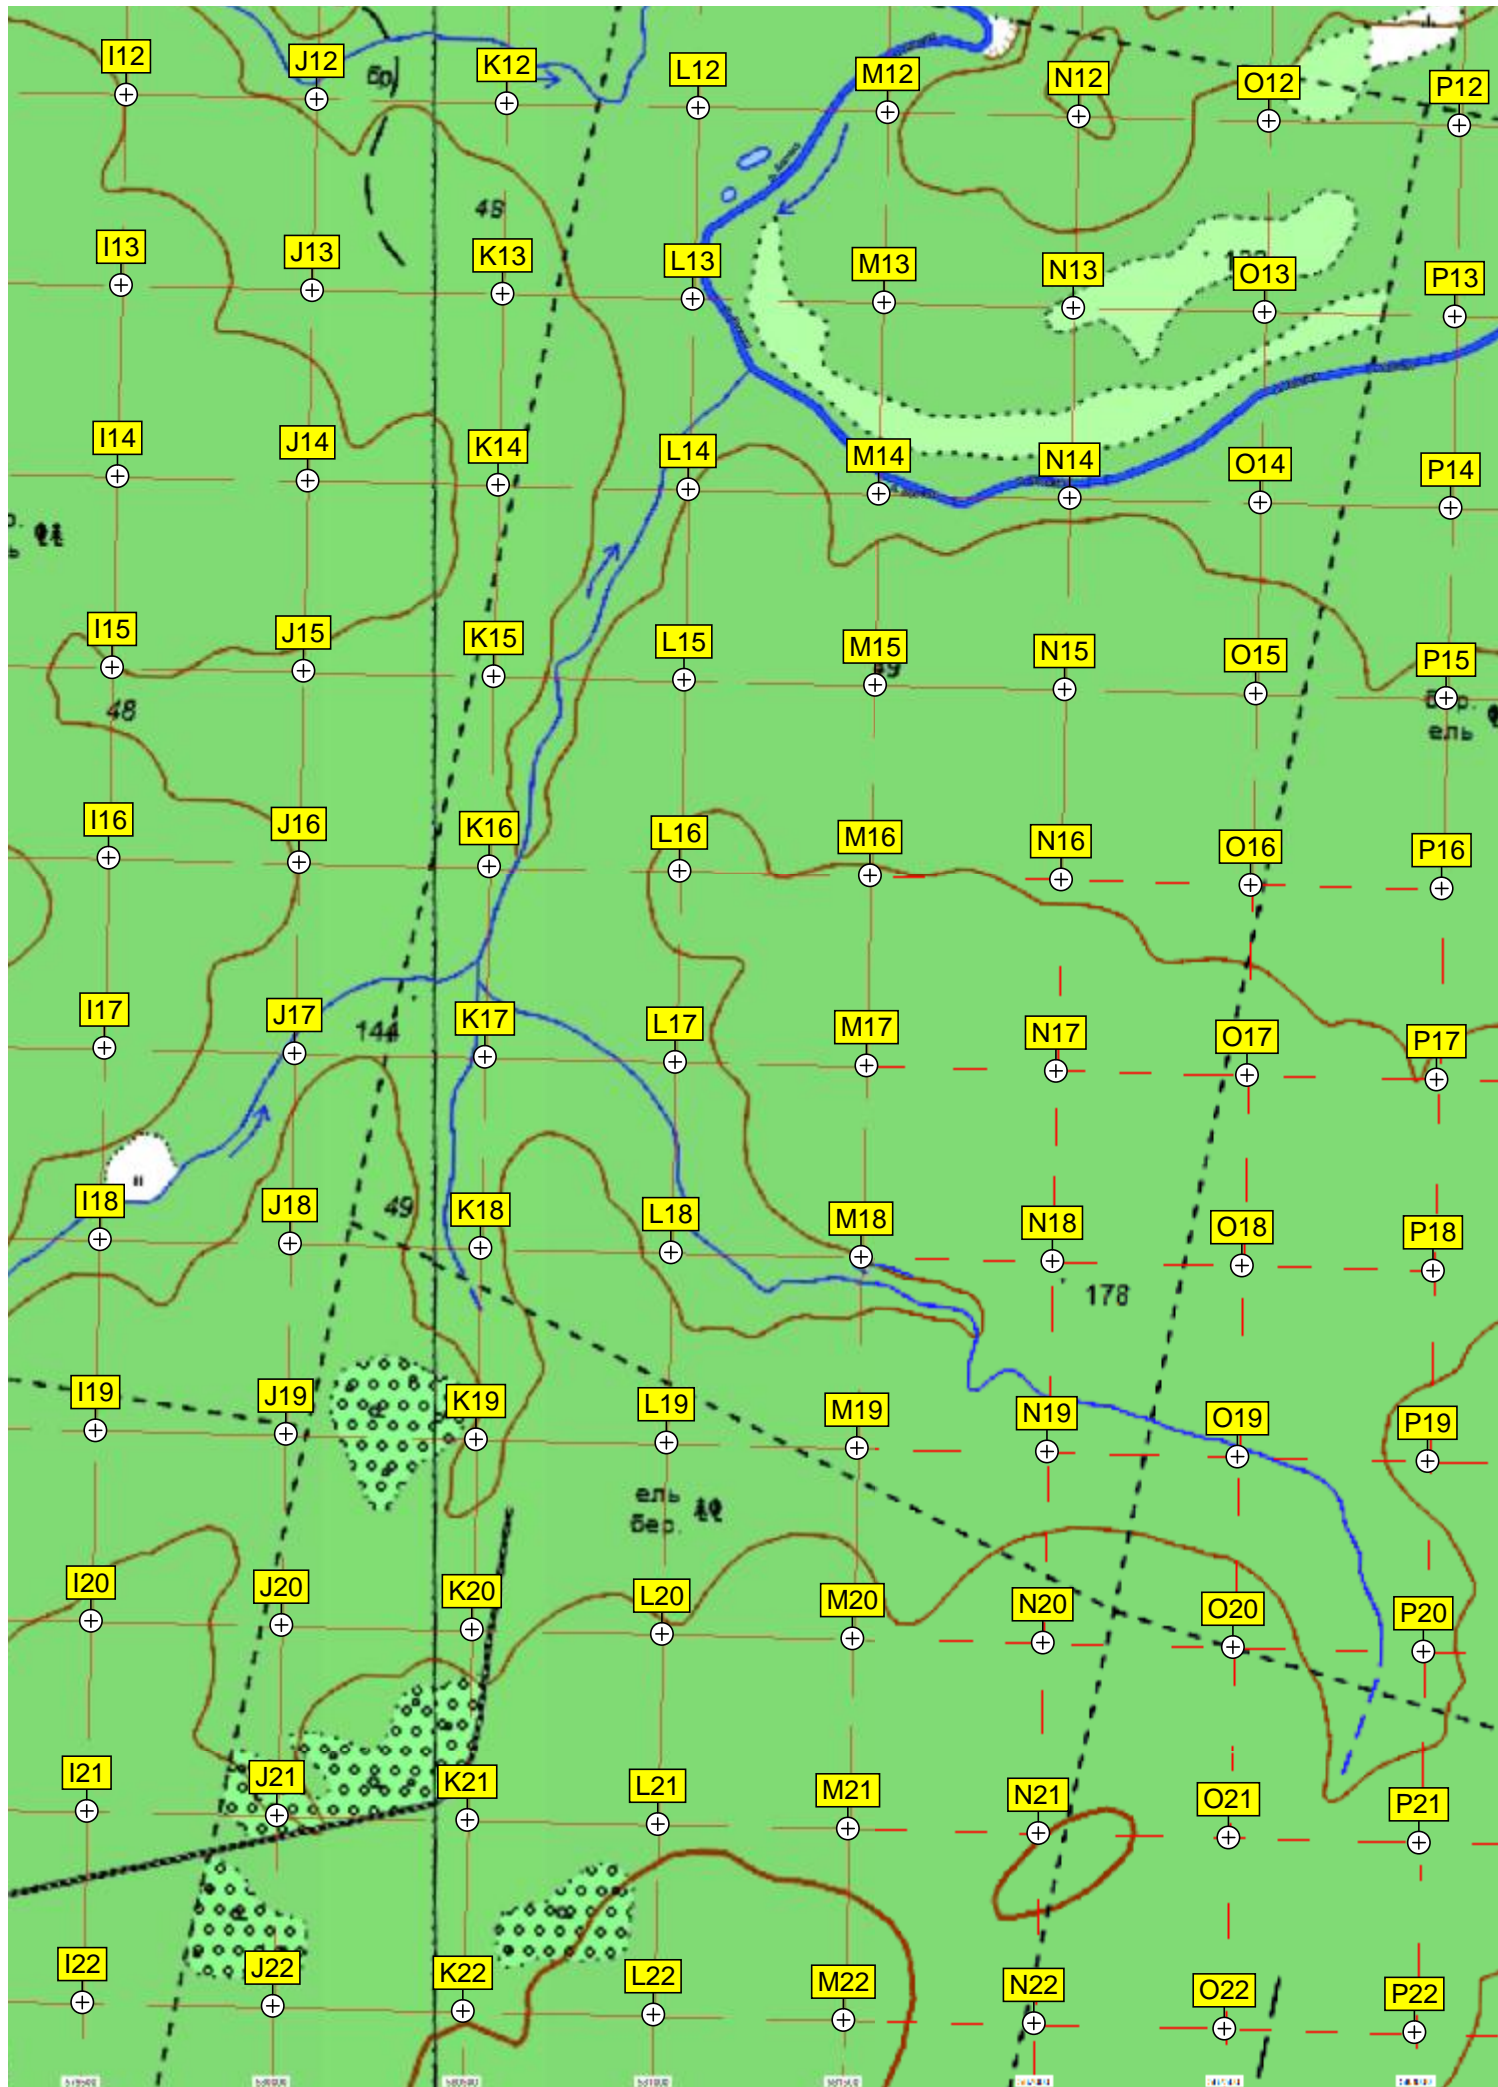 I12 J12 K12 L12 M12 N12 O12 P12
48
I13 J13 K13 L13 M13 N13 O13 P13
I14 J14 K14 L14 M14 N14 O14 P14
I15 J15 K15 L15 M15 N15 O15 P15
48
ель
I16 J16 K16 L16 M16 N16 O16 P16
I17 J17 K17 L17 M17 N17 O17 P17
144
49
I18 J18 K18 L18 M18 N18 O18 P18
178
I19 J19 K19 L19 M19 N19 O19 P19
ель
бер.
I20 J20 K20 L20 M20 N20 O20 P20
I21 J21 K21 L21 M21 N21 O21 P21
I22 J22 K22 L22 M22 N22 O22 P22